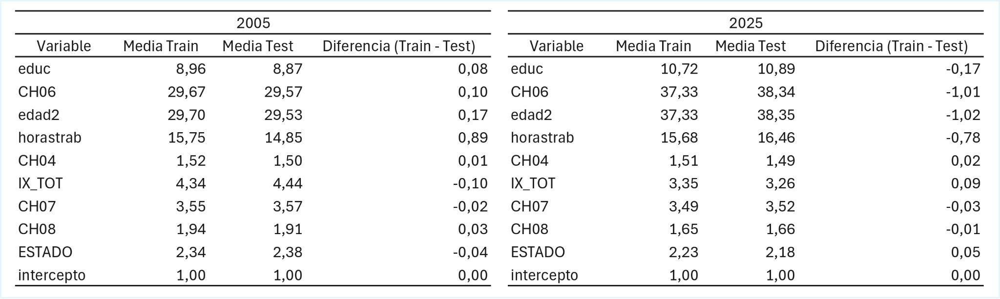 2005
Variable Media Train Media Test Diferencia (Train - Test)
educ 8,96 8,87 0,08
CH06 29,67 29,57 0,10
edad2 29,70 29,53 0,17
horastrab 15,75 14,85 0,89
CH04 1,52 1,50 0,01
IX_TOT 4,34 4,44 -0,10
CH07 3,55 3,57 -0,02
CH08 1,94 1,91 0,03
ESTADO 2,34 2,38 -0,04
intercepto 1,00 1,00 0,00
2025
Variable Media Train Media Test Diferencia (Train - Test)
educ 10,72 10,89 -0,17
CH06 37,33 38,34 -1,01
edad2 37,33 38,35 -1,02
horastrab 15,68 16,46 -0,78
CH04 1,51 1,49 0,02
IX_TOT 3,35 3,26 0,09
CH07 3,49 3,52 -0,03
CH08 1,65 1,66 -0,01
ESTADO 2,23 2,18 0,05
intercepto 1,00 1,00 0,00